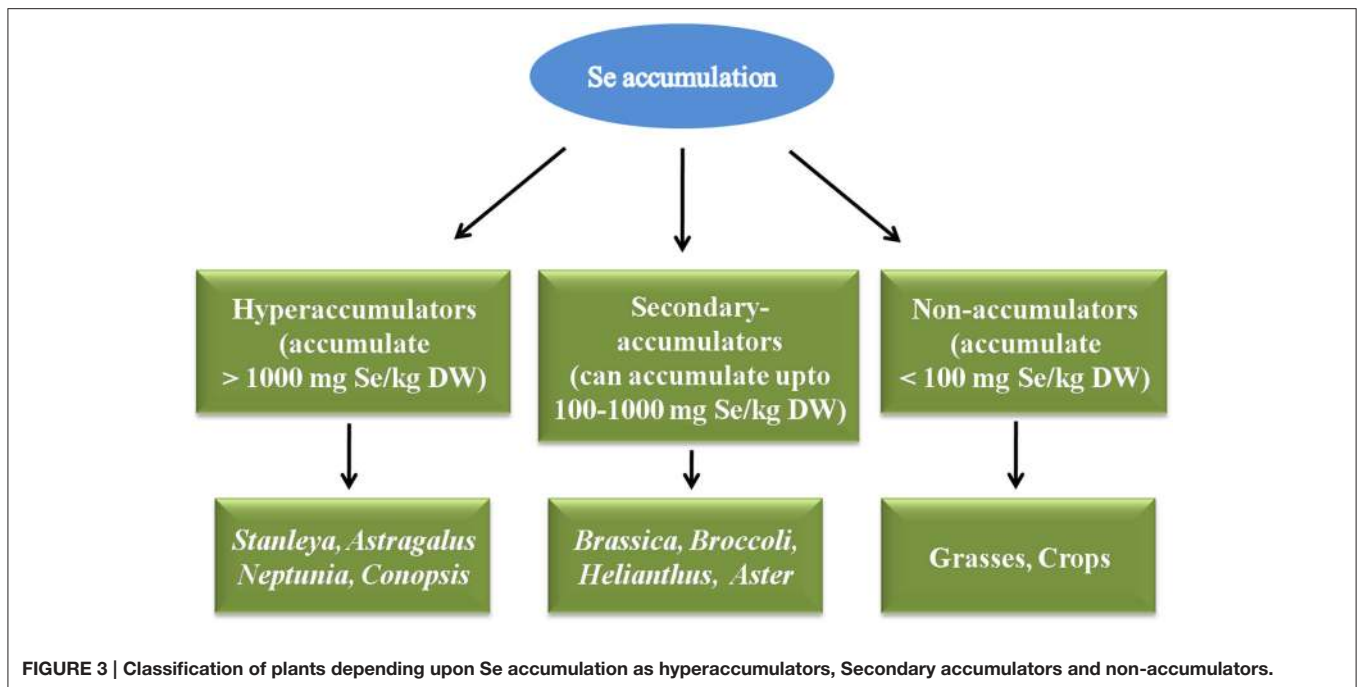 Se accumulation
Hyperaccumulators
(accumulate
> 1000 mg Se/kg DW)
Secondary-
accumulators
(can accumulate upto
100-1000 mg Se/kg DW)
Non-accumulators
(accumulate
< 100 mg Se/kg DW)
Stanleya, Astragalus
Neptunia, Conopsis
Brassica, Broccoli,
Helianthus, Aster
Grasses, Crops
FIGURE 3 | Classification of plants depending upon Se accumulation as hyperaccumulators, Secondary accumulators and non-accumulators.